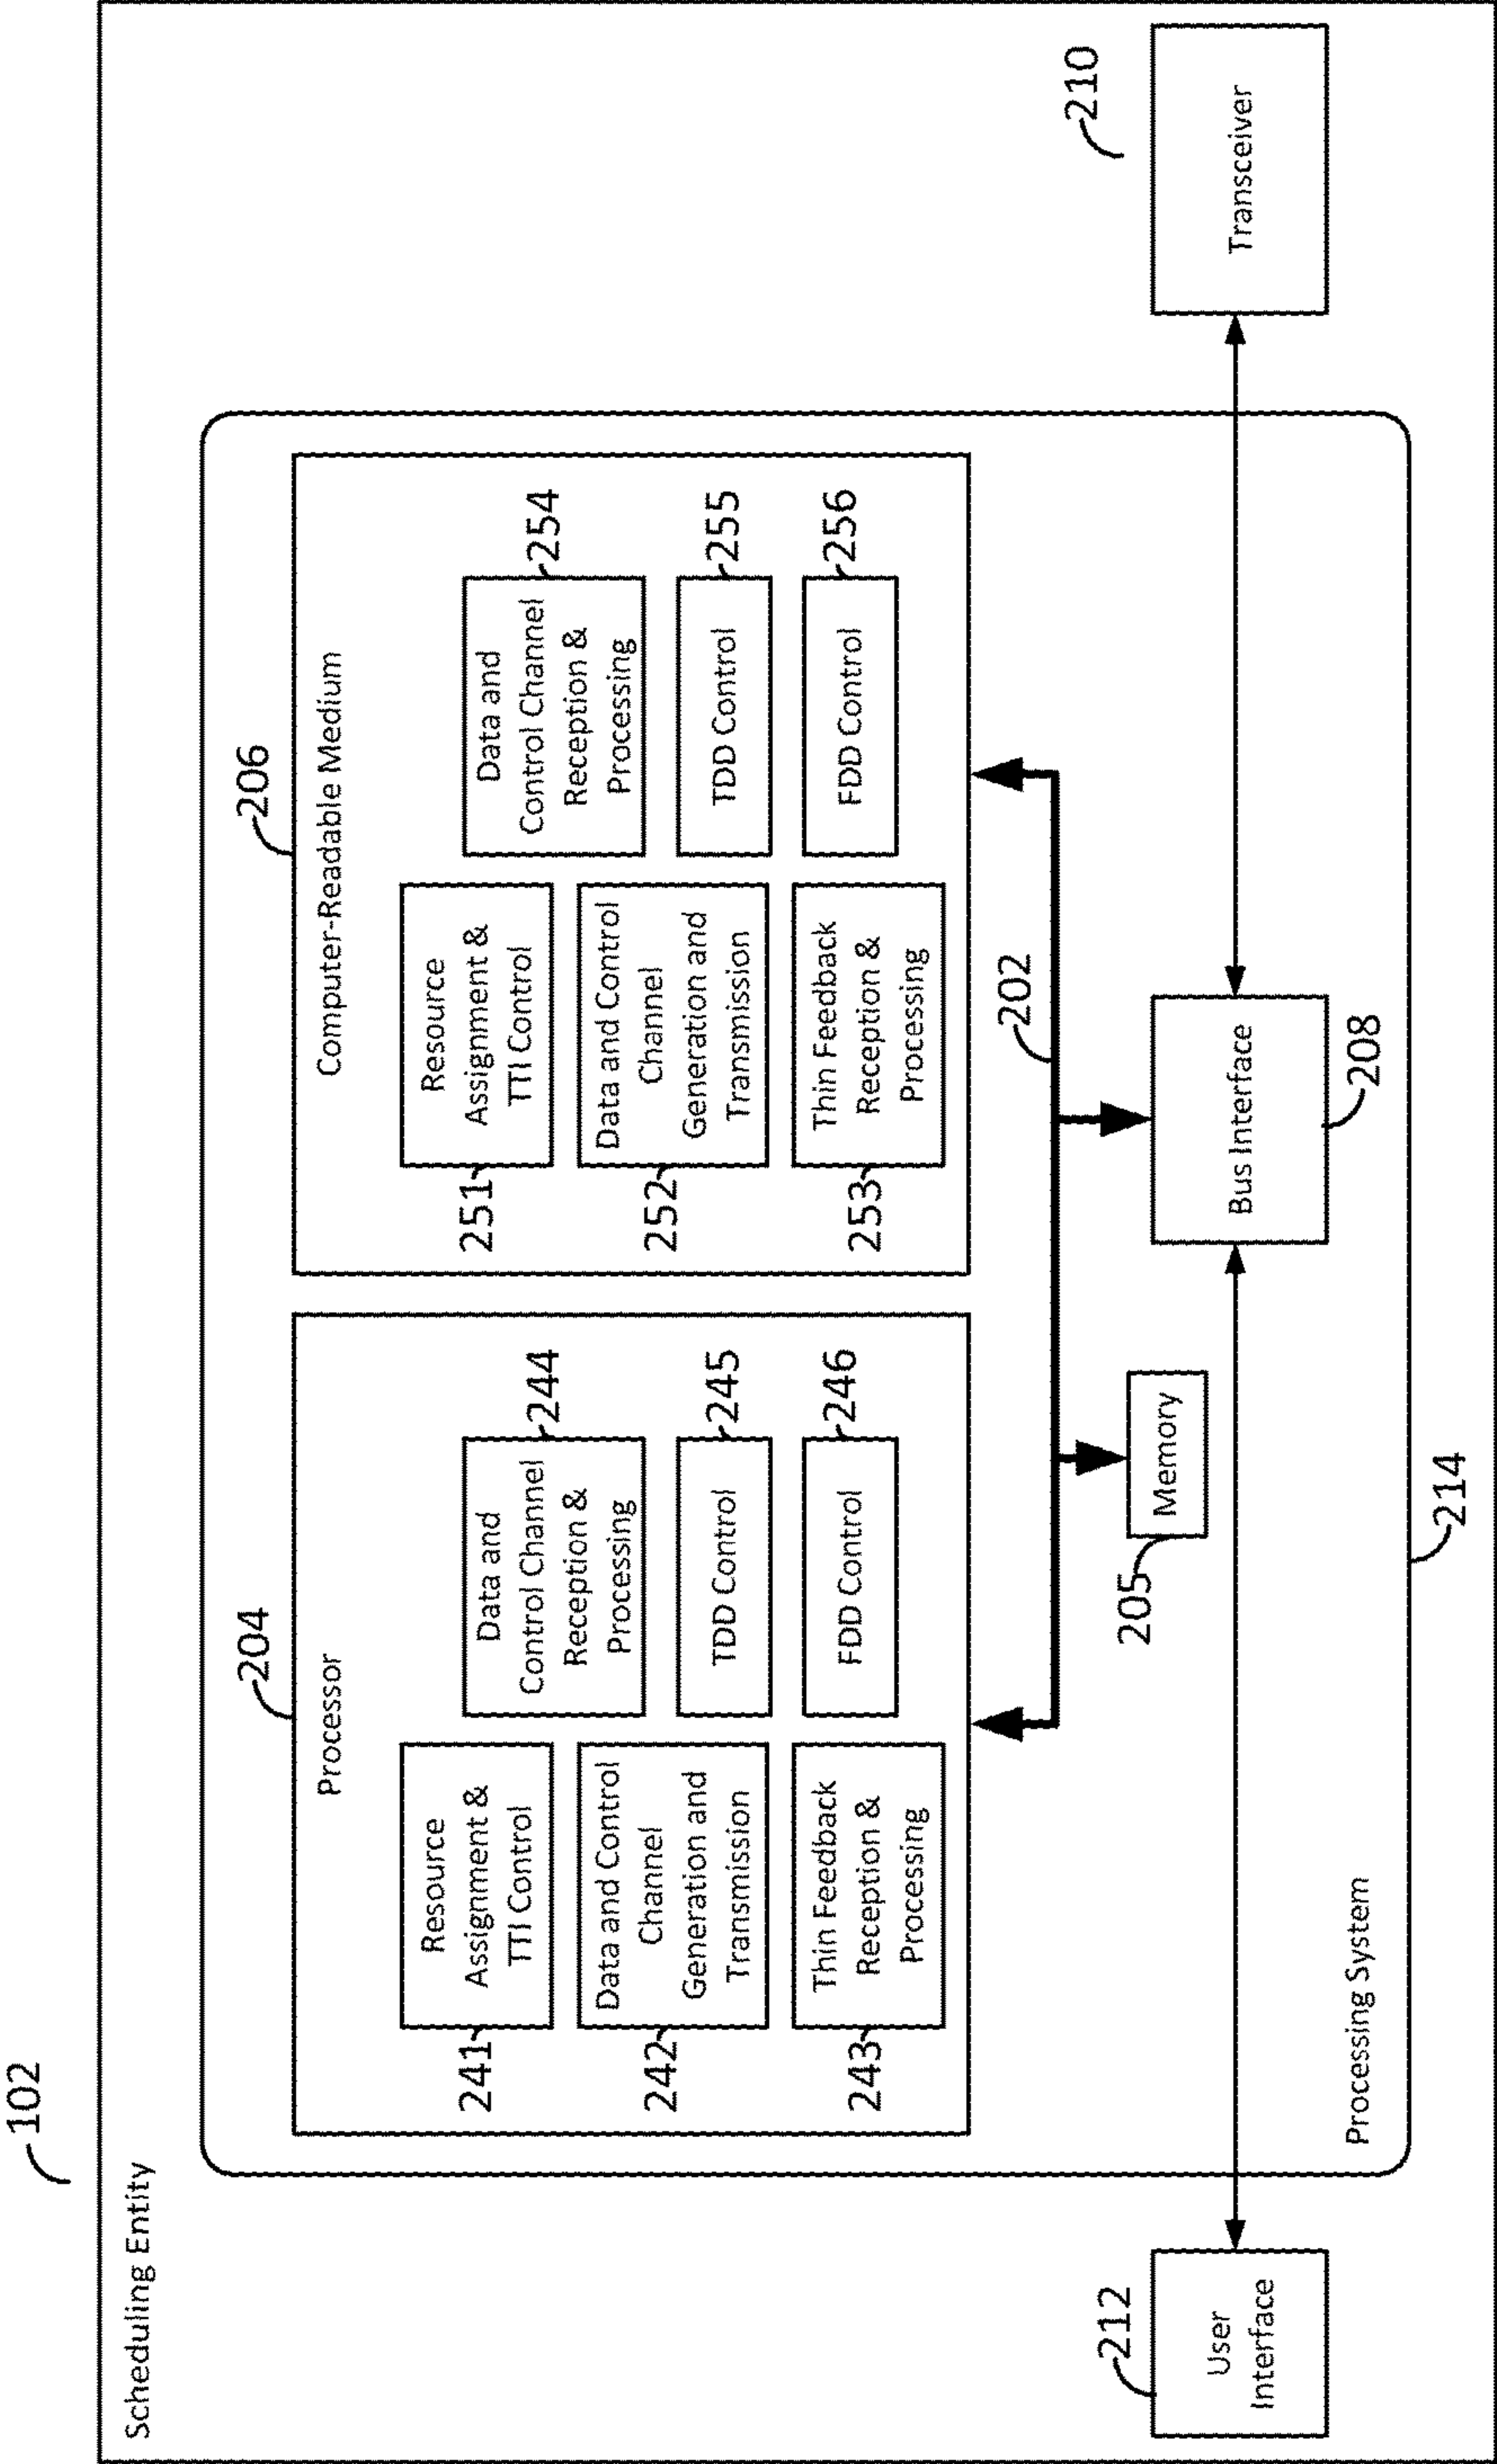 102
Scheduling Entity
204
Processor
Resource
Assignment &
TTI Control
241
Data and Control
Channel
Generation and
Transmission
242
Thin Feedback
Reception &
Processing
243
Data and
Control Channel
Reception &
Processing
244
TDD Control
245
FDD Control
246
206
Computer-Readable Medium
Resource
Assignment &
TTI Control
251
Data and Control
Channel
Generation and
Transmission
252
Thin Feedback
Reception &
Processing
253
Data and
Control Channel
Reception &
Processing
254
TDD Control
255
FDD Control
256
202
205
Memory
212
User
Interface
Bus Interface
208
210
Transceiver
Processing System
214